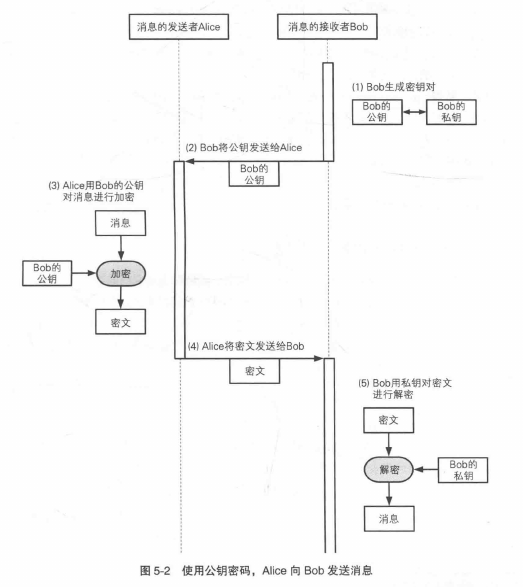 消息的发送者Alice
消息的接收者Bob
(1) Bob生成密钥对
Bob的
公钥
Bob的
私钥
(2) Bob将公钥发送给Alice
Bob的
公钥
(3) Alice用Bob的公钥
对消息进行加密
消息
Bob的
公钥
加密
密文
(4) Alice将密文发送给Bob
密文
(5) Bob用私钥对密文
进行解密
密文
解密
Bob的
私钥
消息
图 5-2 使用公钥密码，Alice 向 Bob 发送消息